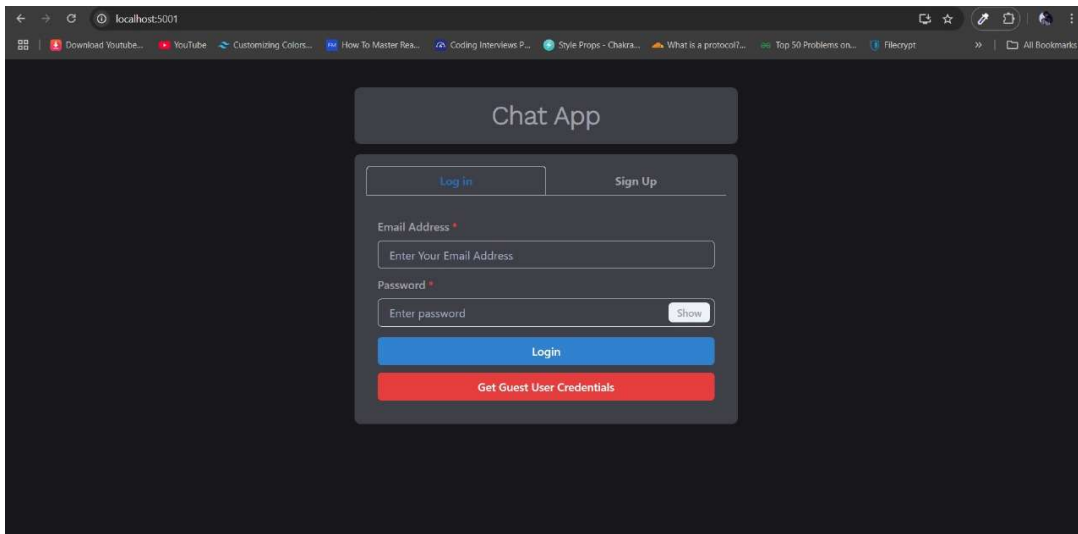 localhost:5001
Download Youtube... YouTube Customizing Colors... How To Master Rea... Coding Interviews P... Style Props - Chakra... What is a protocol?... Top 50 Problems on... Filecrypt » All Bookmarks
Chat App
Log in Sign Up
Email Address *
Enter Your Email Address
Password *
Enter password Show
Login
Get Guest User Credentials